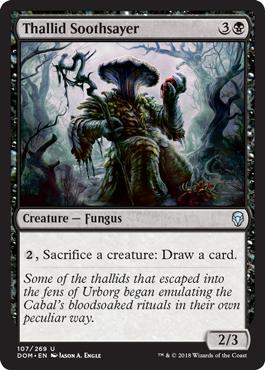 Thallid Soothsayer 3
Creature — Fungus
2, Sacrifice a creature: Draw a card.
Some of the thallids that escaped into
the fens of Urborg began emulating the
Cabal's bloodsoaked rituals in their own
peculiar way.
2/3
107/269 U
DOM • EN Jason A. Engle
™ & © 2018 Wizards of the Coast